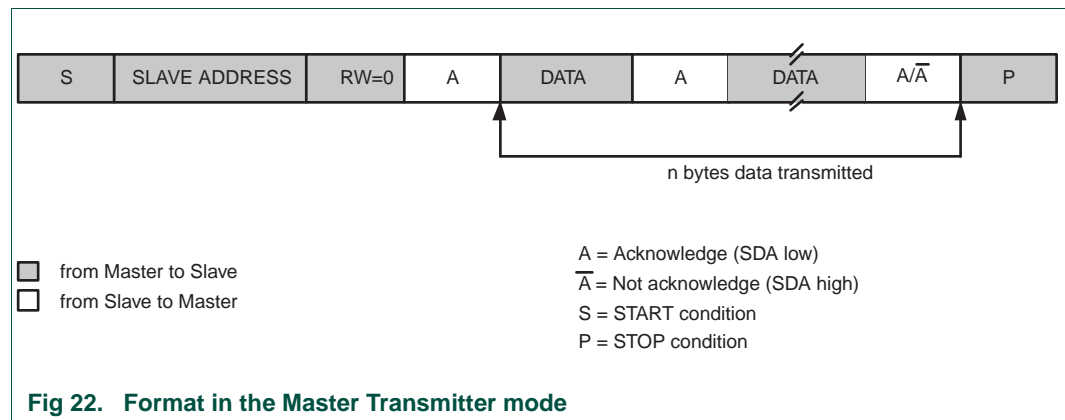 S SLAVE ADDRESS RW=0 A DATA A DATA A/A̅ P
n bytes data transmitted
from Master to Slave
from Slave to Master
A = Acknowledge (SDA low)
A̅ = Not acknowledge (SDA high)
S = START condition
P = STOP condition
Fig 22. Format in the Master Transmitter mode